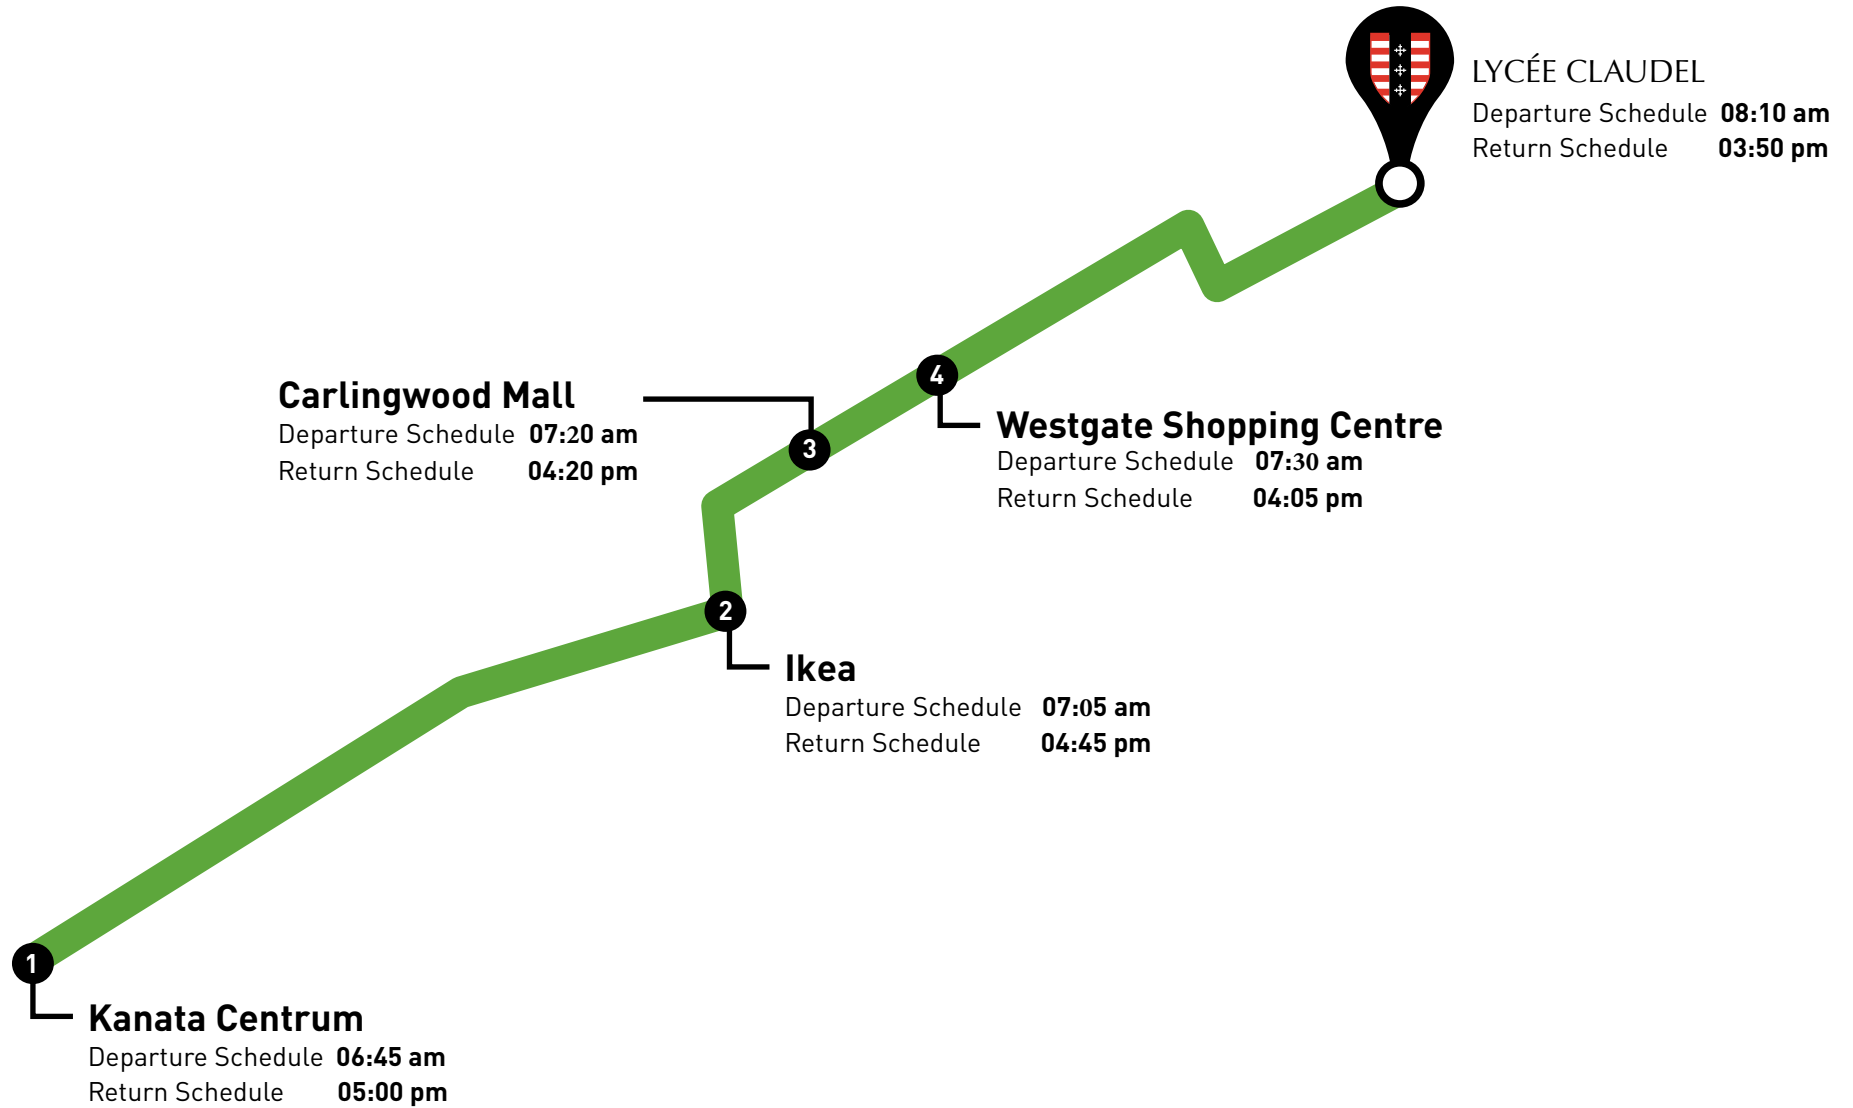 LYCÉE CLAUDEL
Departure Schedule 08:10 am
Return Schedule 03:50 pm
4
Carlingwood Mall
Departure Schedule 07:20 am
Return Schedule 04:20 pm
3
Westgate Shopping Centre
Departure Schedule 07:30 am
Return Schedule 04:05 pm
2
Ikea
Departure Schedule 07:05 am
Return Schedule 04:45 pm
1
Kanata Centrum
Departure Schedule 06:45 am
Return Schedule 05:00 pm